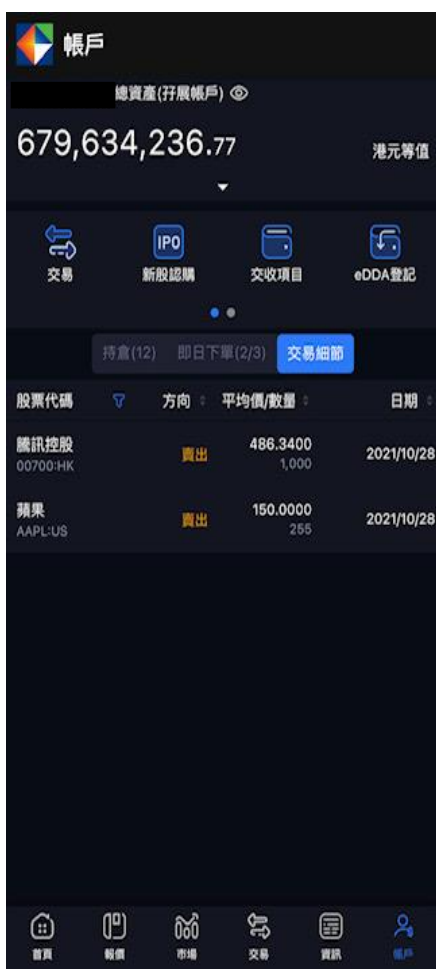 帳戶
總資產(孖展帳戶)
679,634,236.77 港元等值
交易 新股認購 交收項目 eDDA登記
IPO
持倉(12) 即日下單(2/3) 交易細節
股票代碼 方向 平均價/數量 日期
騰訊控股 賣出 486.3400 2021/10/28
00700:HK 1,000
蘋果 賣出 150.0000 2021/10/28
AAPL:US 255
首頁 報價 市場 交易 資訊 帳戶